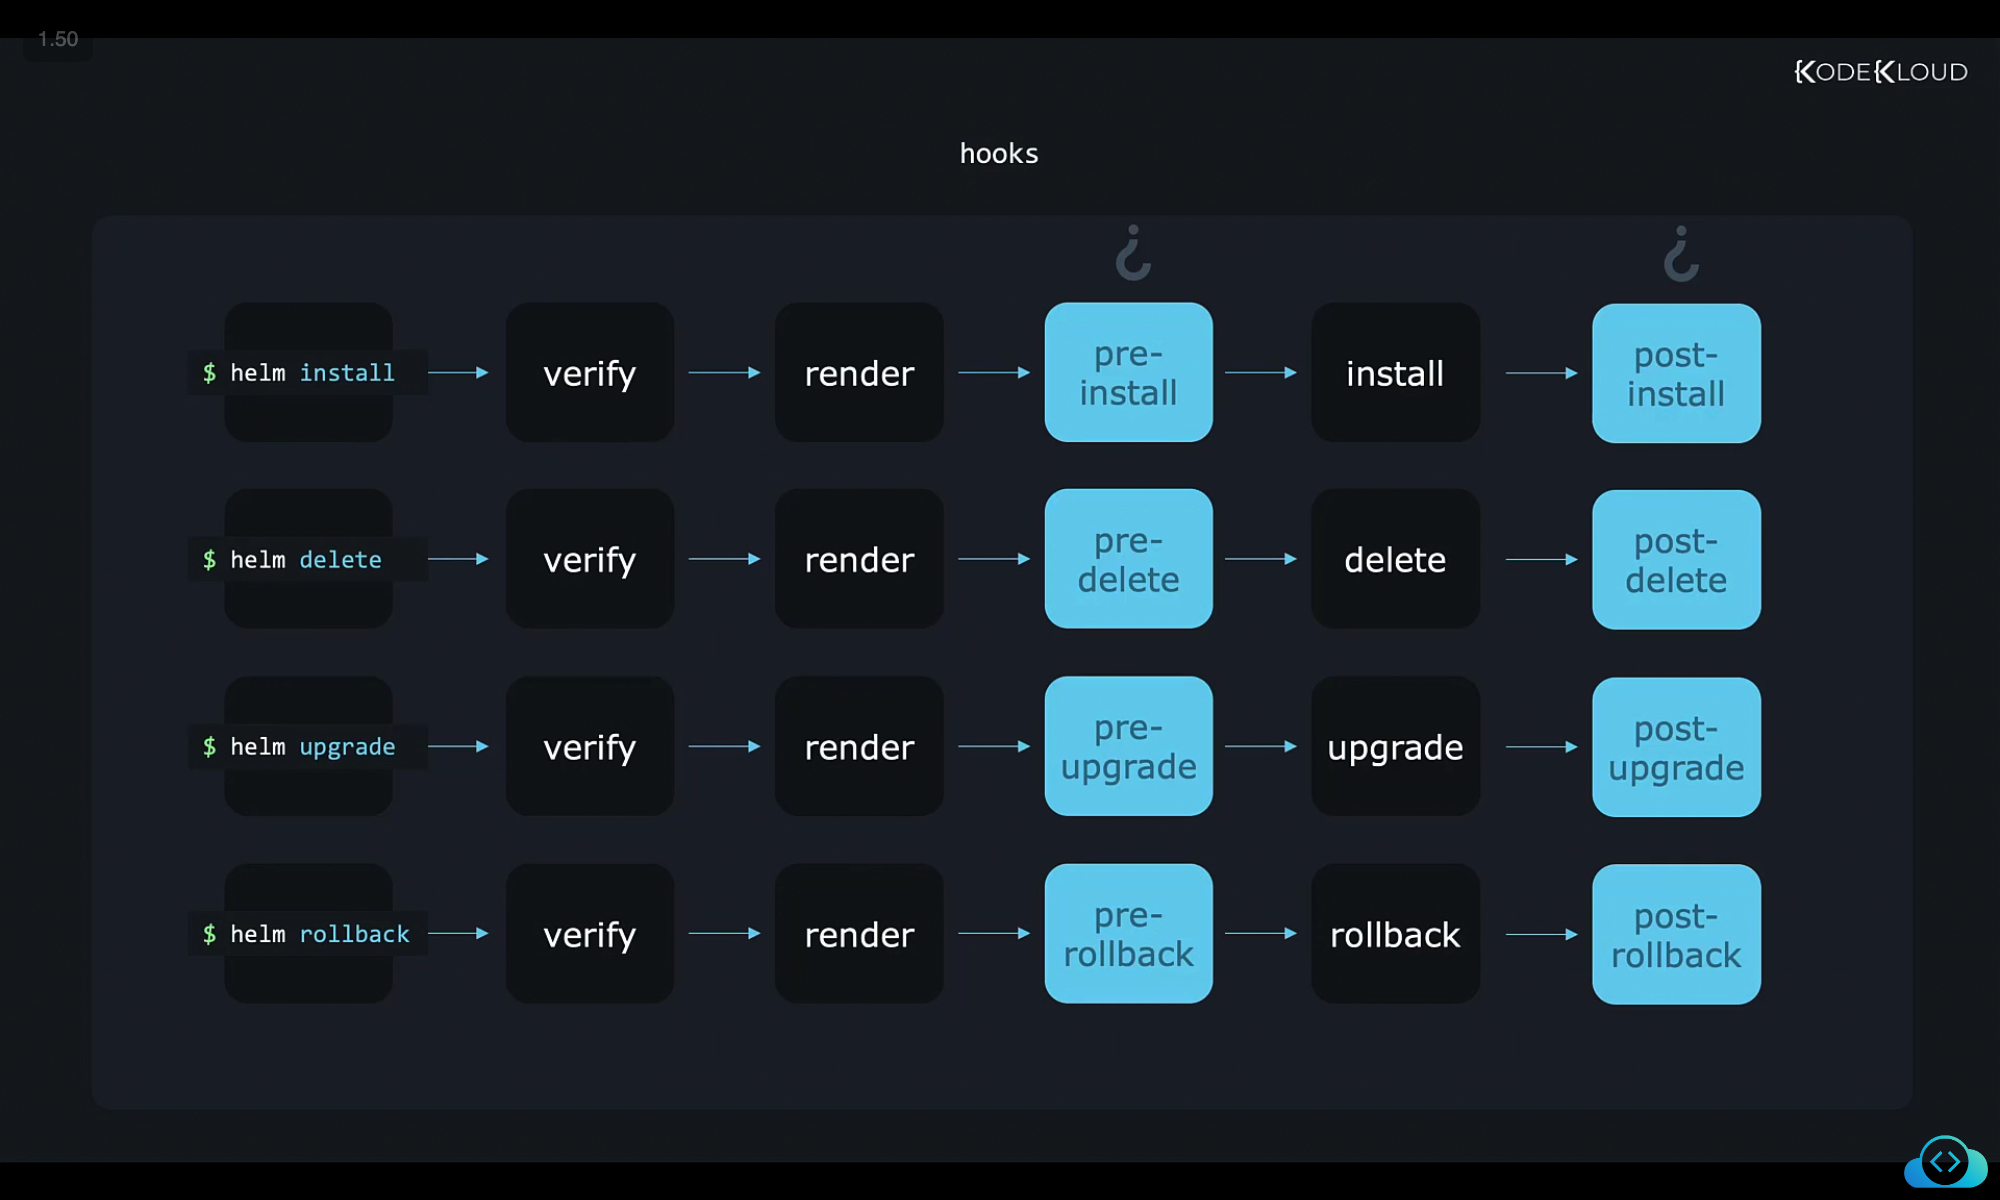 1.50
KODEKLOUD
hooks
$ helm install
verify
render
pre-
install
install
post-
install
$ helm delete
verify
render
pre-
delete
delete
post-
delete
$ helm upgrade
verify
render
pre-
upgrade
upgrade
post-
upgrade
$ helm rollback
verify
render
pre-
rollback
rollback
post-
rollback